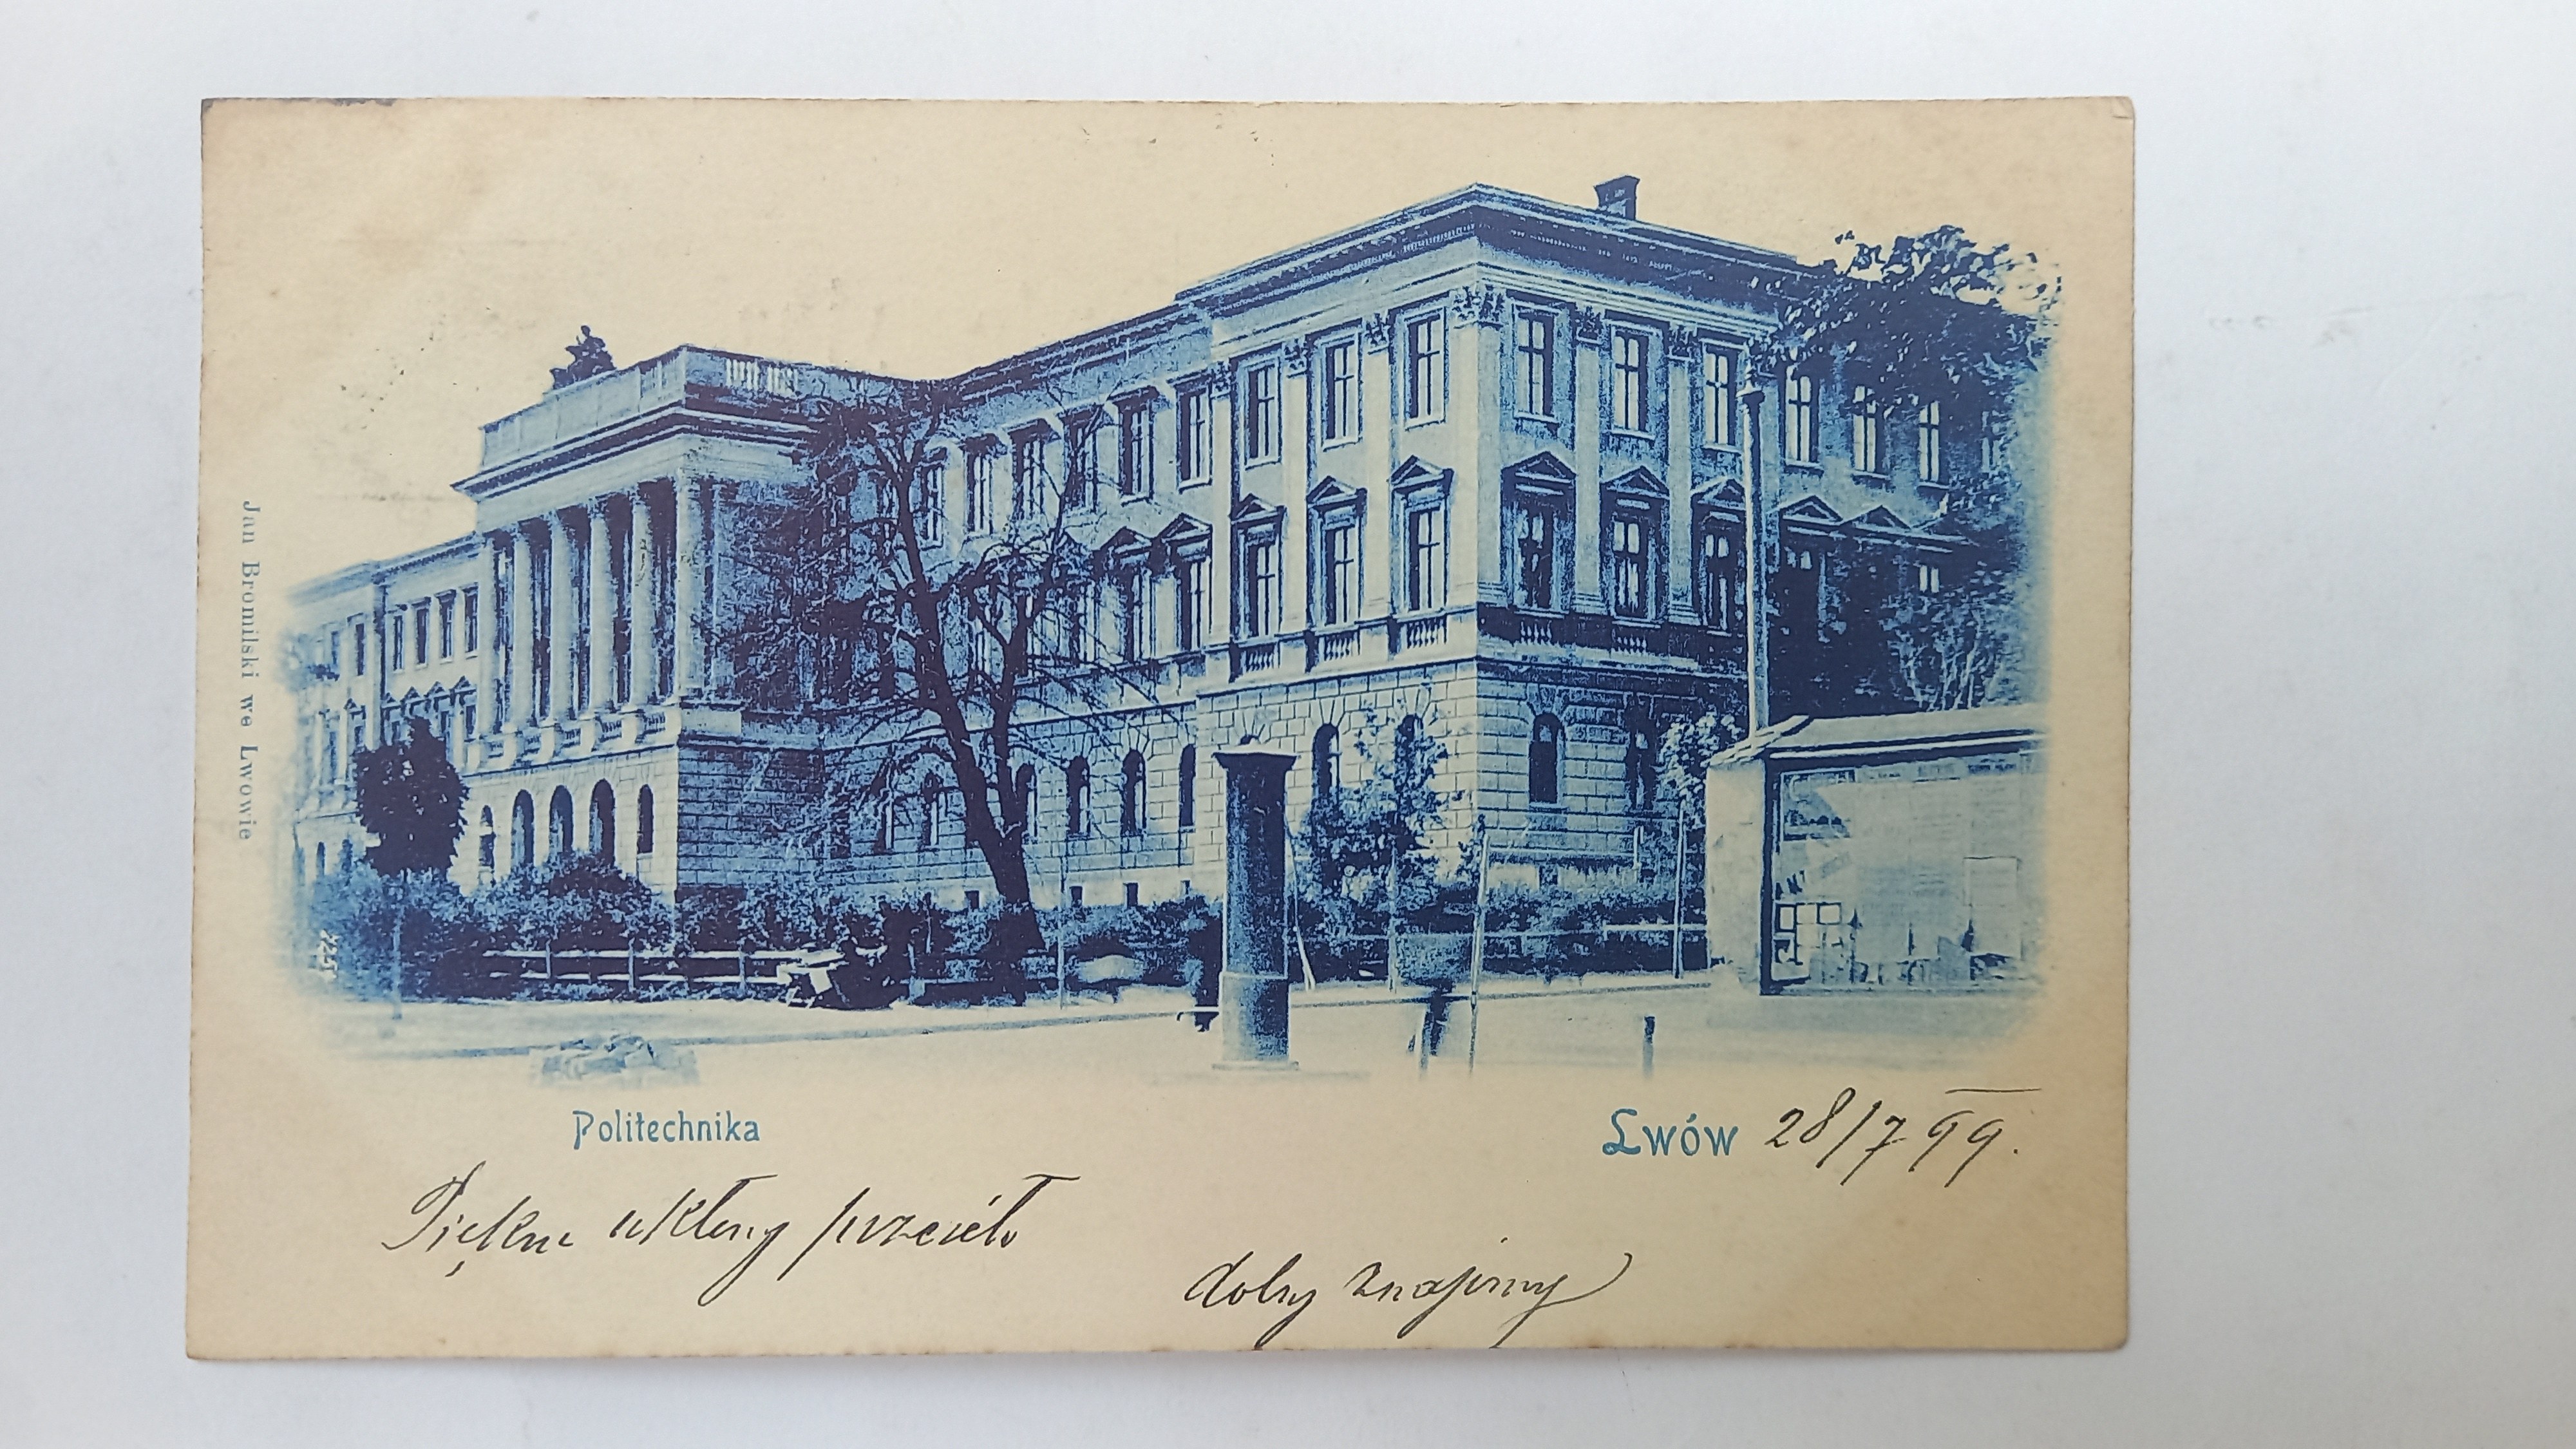 Jan Bromilski we Lwowie
Politechnika
Lwów 28/7 99.
Piękne ukłony przesyła
dobry znajomy